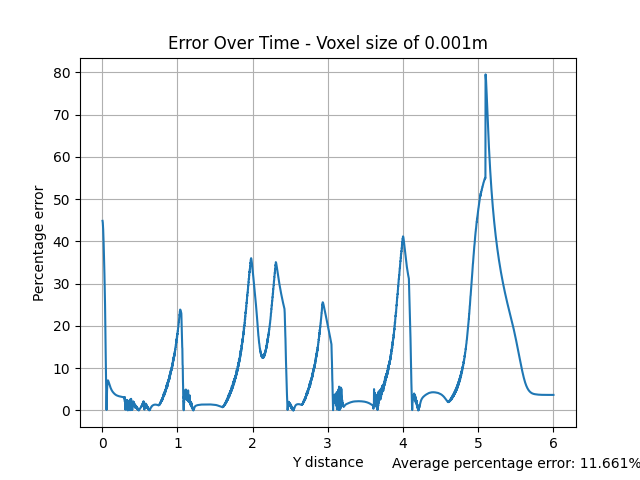 Error Over Time - Voxel size of 0.001m
Percentage error
80
70
60
50
40
30
20
10
0
0 1 2 3 4 5 6
Y distance
Average percentage error: 11.661%